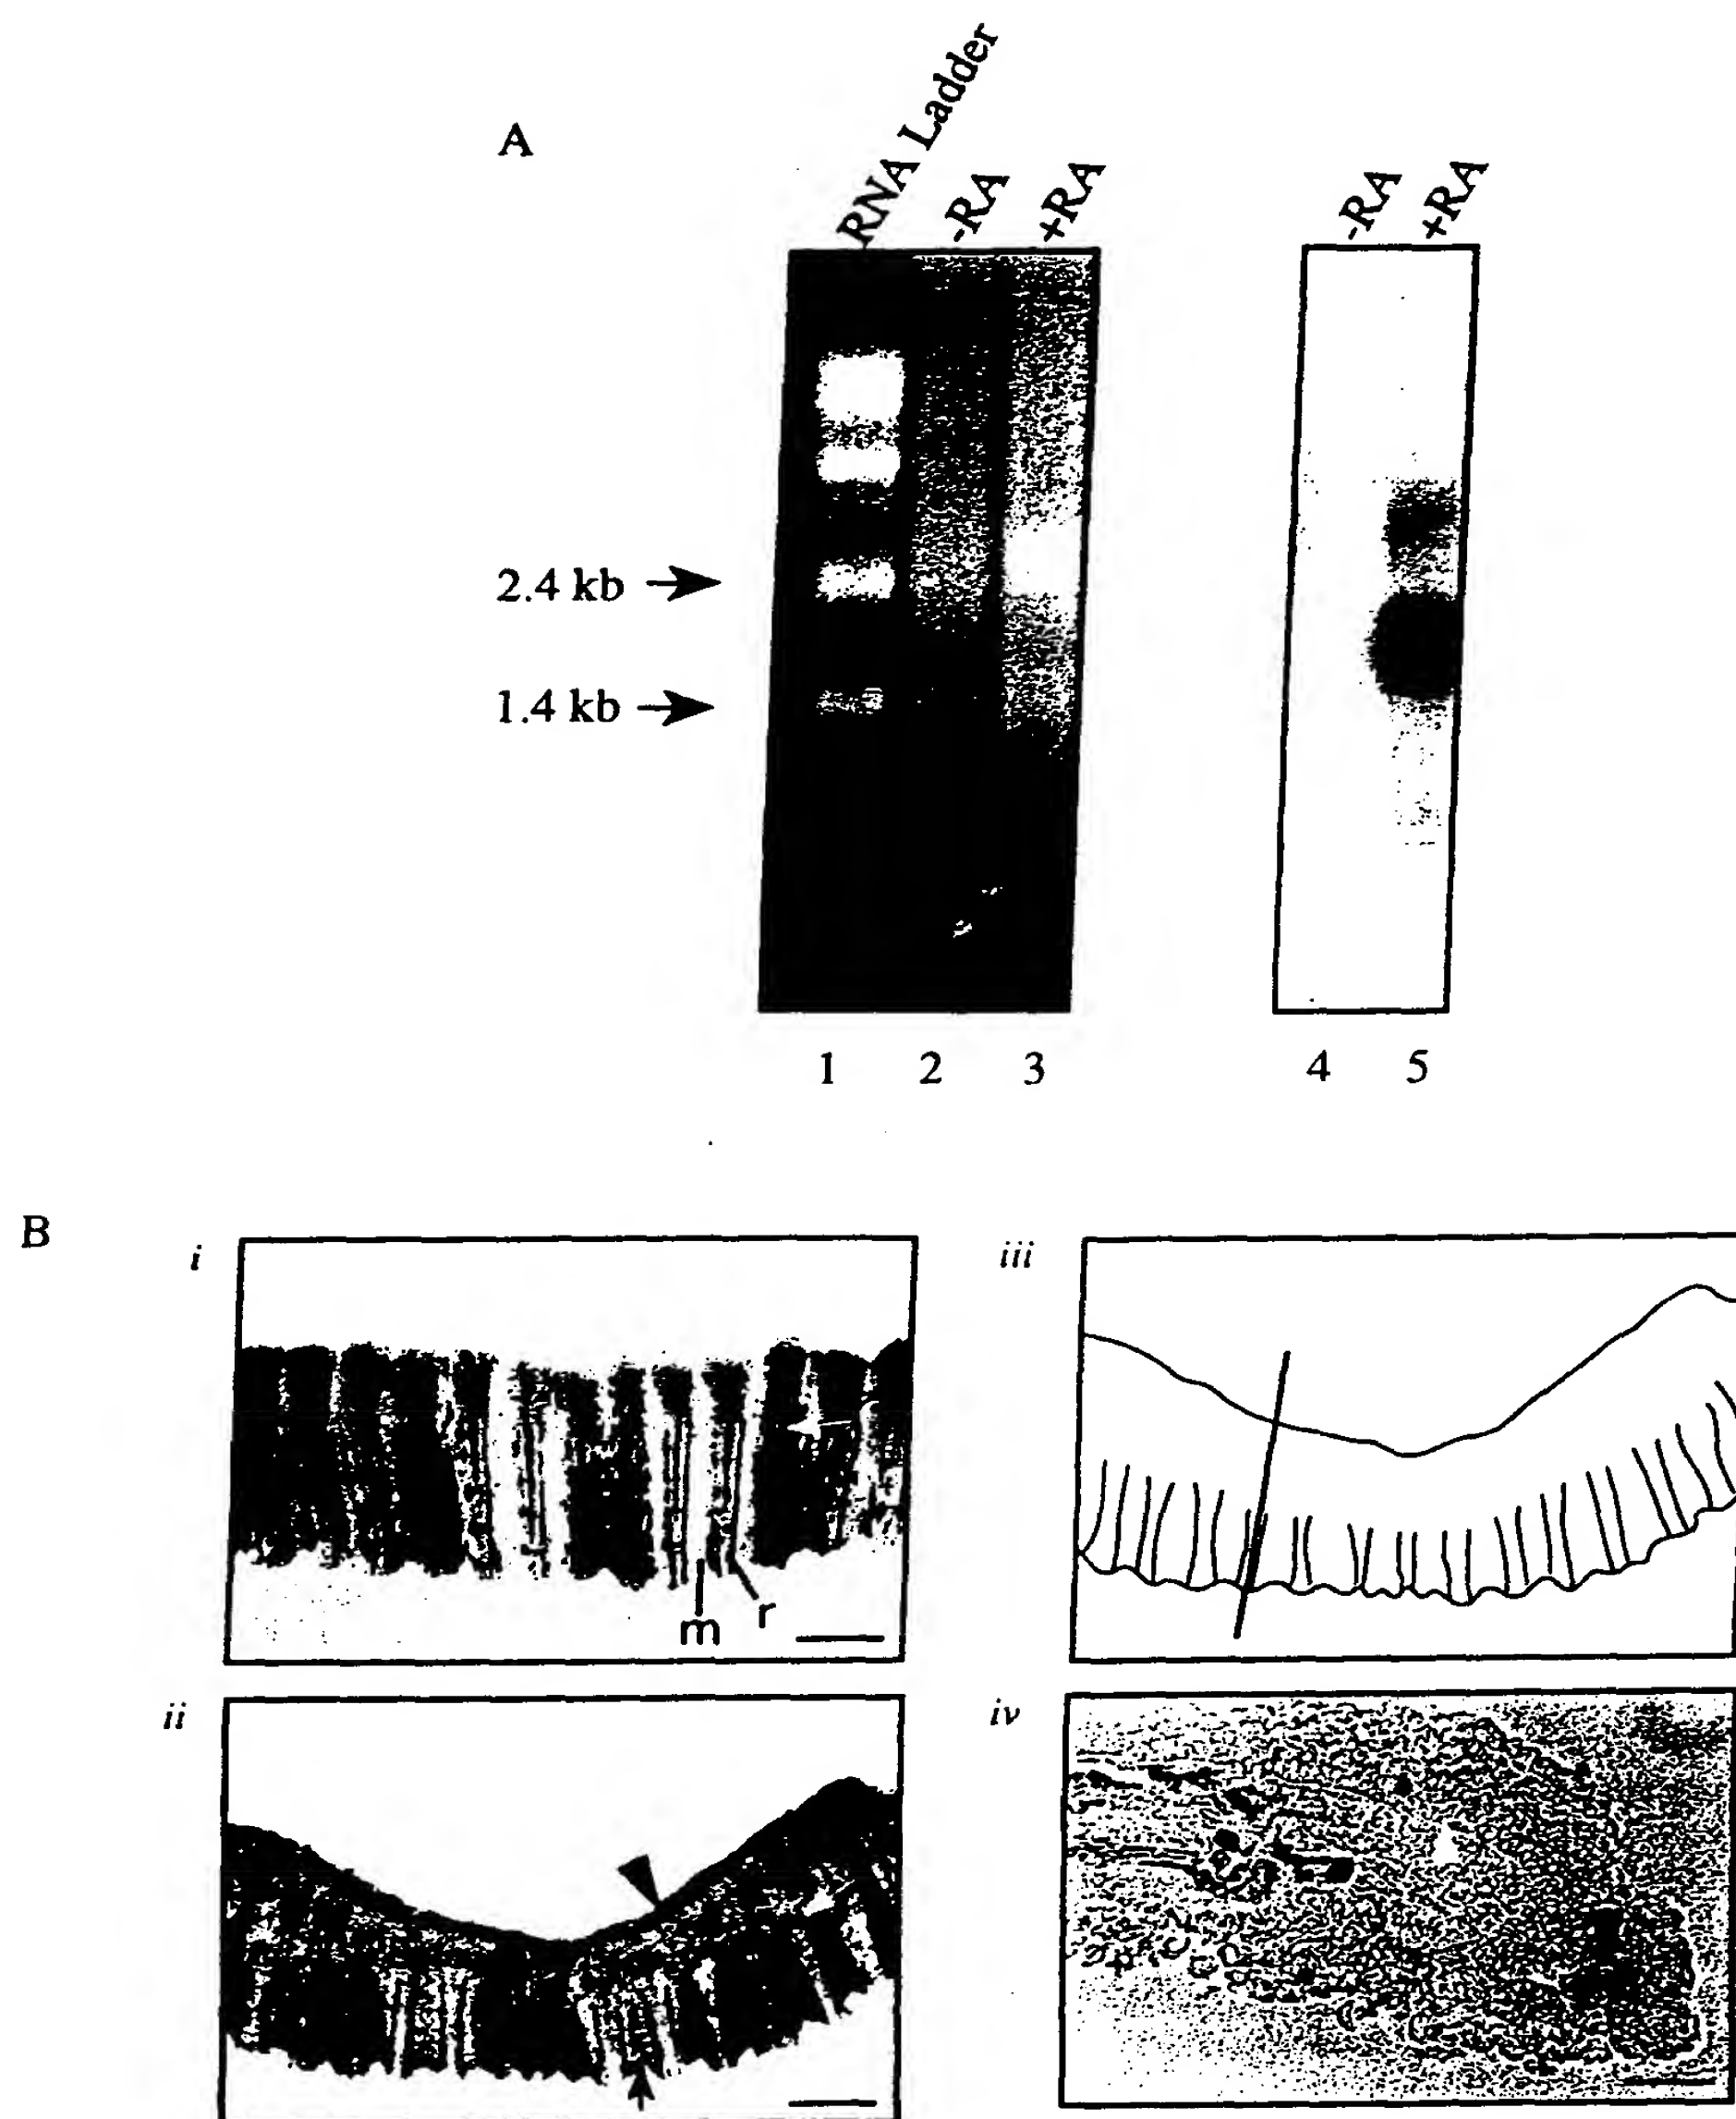 A
RNA Ladder
-RA
+RA
-RA
+RA
2.4 kb
1.4 kb
1 2 3 4 5
B
i
iii
m r
ii
iv